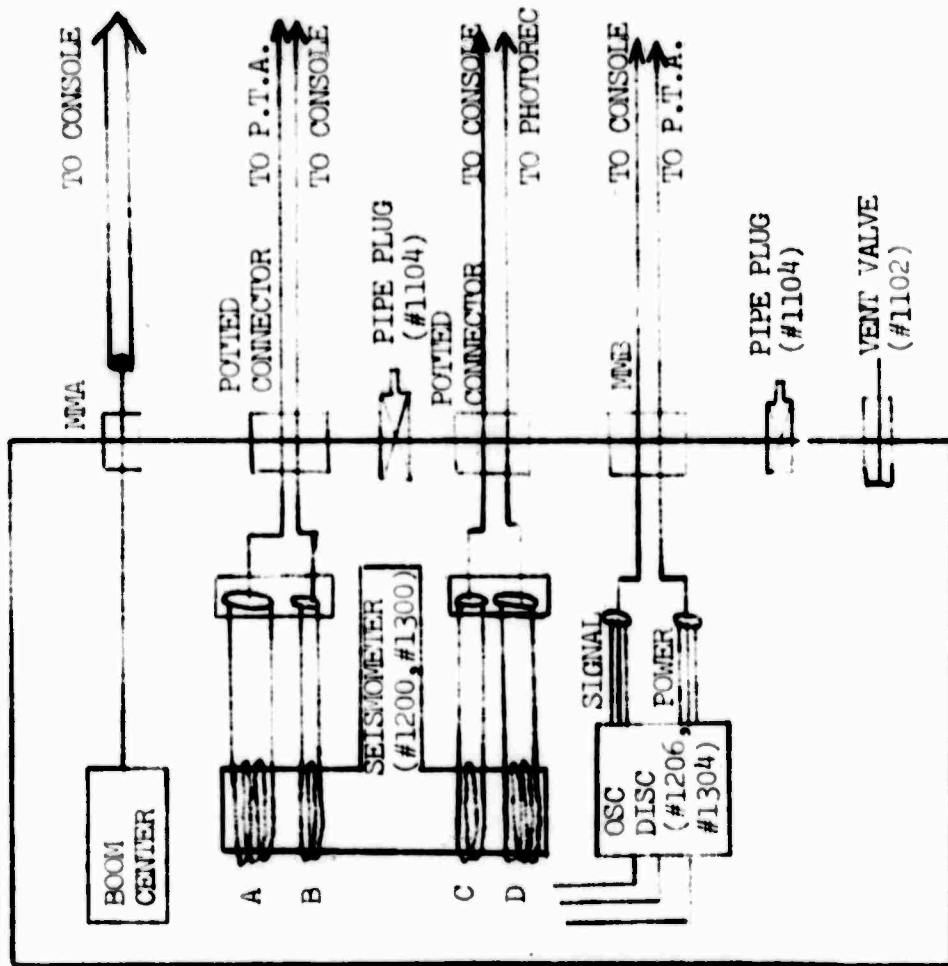 TO CONSOLE
TO P.T.A.
TO CONSOLE
TO CONSOLE
TO PHOTOREC
TO CONSOLE
TO P.T.A.
MMA
POTTED
CONNECTOR
PIPE PLUG
(#1104)
POTTED
CONNECTOR
MMB
PIPE PLUG
(#1104)
VENT VALVE
(#1102)
SEISMOMETER
(#1200,#1300)
SIGNAL
POWER
BOOM
CENTER
A
B
C
D
OSC
DISC
(#1206,
#1304)